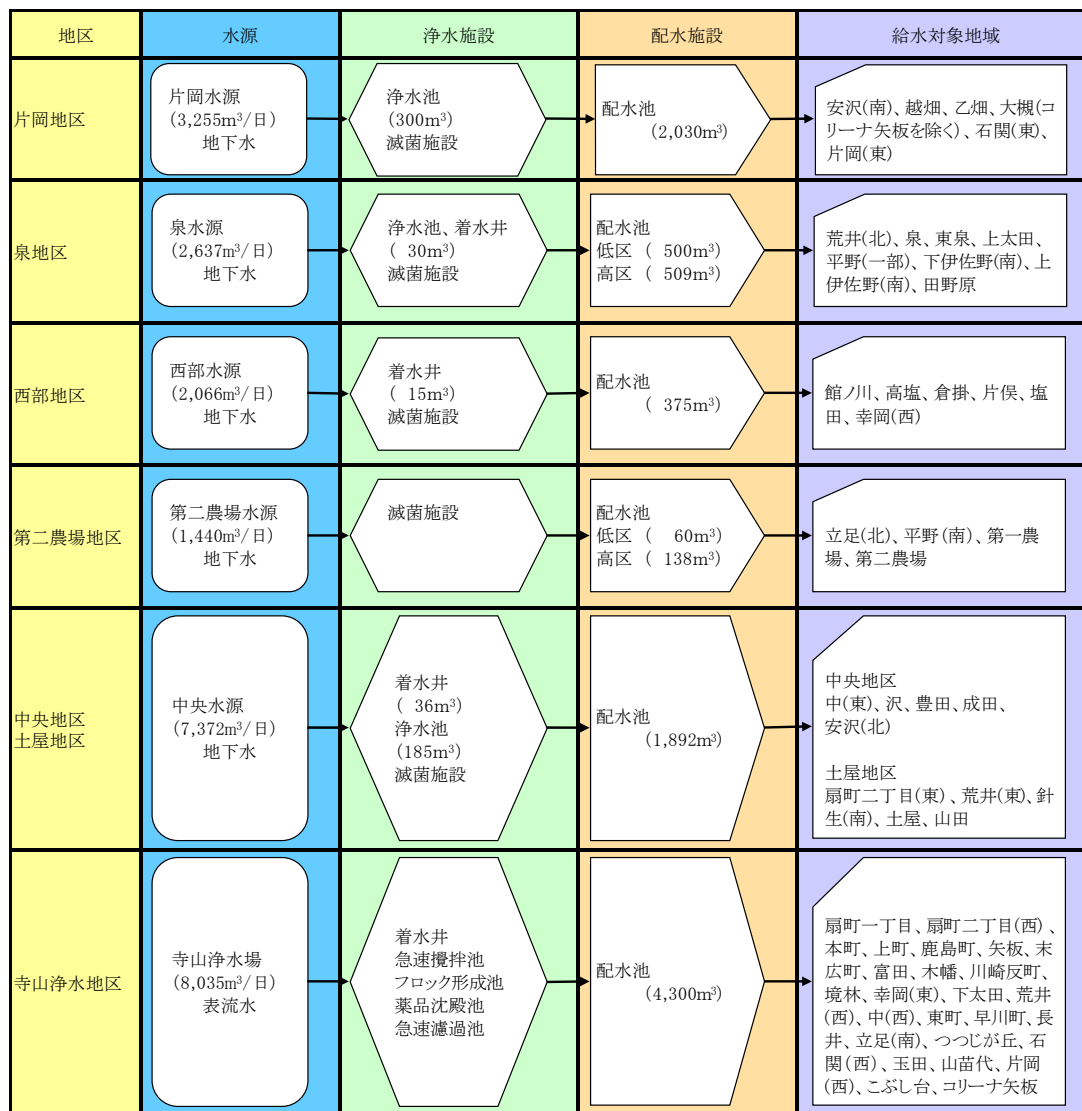 地区
水源
浄水施設
配水施設
給水対象地域
片岡地区
片岡水源
(3,255m³/日)
地下水
浄水池
(300m³)
滅菌施設
配水池
(2,030m³)
安沢(南)、越畑、乙畑、大槻(コ
リーナ矢板を除く)、石関(東)、
片岡(東)
泉地区
泉水源
(2,637m³/日)
地下水
浄水池、着水井
( 30m³)
滅菌施設
配水池
低区 ( 500m³)
高区 ( 509m³)
荒井(北)、泉、東泉、上太田、
平野(一部)、下伊佐野(南)、上
伊佐野(南)、田野原
西部地区
西部水源
(2,066m³/日)
地下水
着水井
( 15m³)
滅菌施設
配水池
( 375m³)
館ノ川、高塩、倉掛、片俣、塩
田、幸岡(西)
第二農場地区
第二農場水源
(1,440m³/日)
地下水
滅菌施設
配水池
低区 ( 60m³)
高区 ( 138m³)
立足(北)、平野(南)、第一農
場、第二農場
中央地区
土屋地区
中央水源
(7,372m³/日)
地下水
着水井
( 36m³)
浄水池
(185m³)
滅菌施設
配水池
(1,892m³)
中央地区
中(東)、沢、豊田、成田、
安沢(北)
土屋地区
扇町二丁目(東)、荒井(東)、針
生(南)、土屋、山田
寺山浄水地区
寺山浄水場
(8,035m³/日)
表流水
着水井
急速攪拌池
フロック形成池
薬品沈殿池
急速濾過池
配水池
(4,300m³)
扇町一丁目、扇町二丁目(西)、
本町、上町、鹿島町、矢板、末
広町、富田、木幡、川崎反町、
境林、幸岡(東)、下太田、荒井
(西)、中(西)、東町、早川町、長
井、立足(南)、つつじが丘、石
関(西)、玉田、山苗代、片岡
(西)、こぶし台、コリーナ矢板